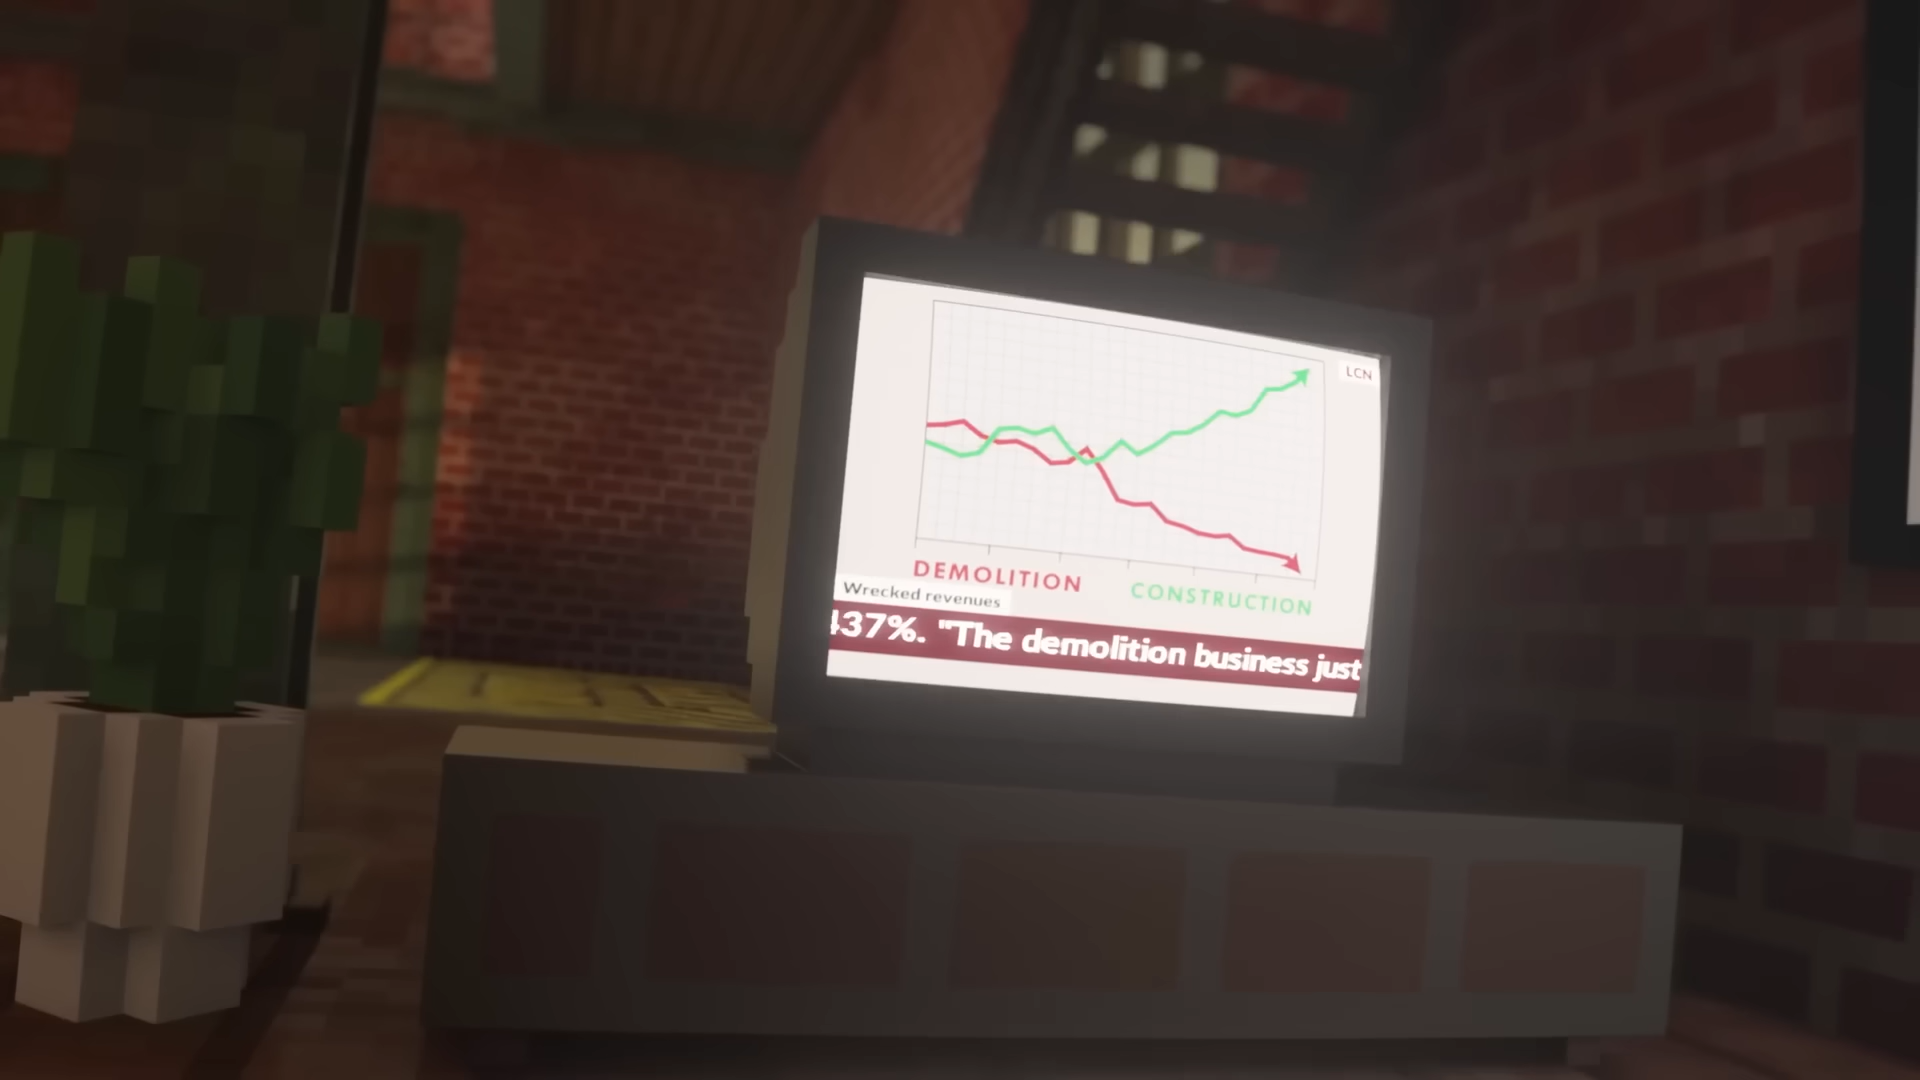 LCN
DEMOLITION
CONSTRUCTION
Wrecked revenues
437%. "The demolition business just